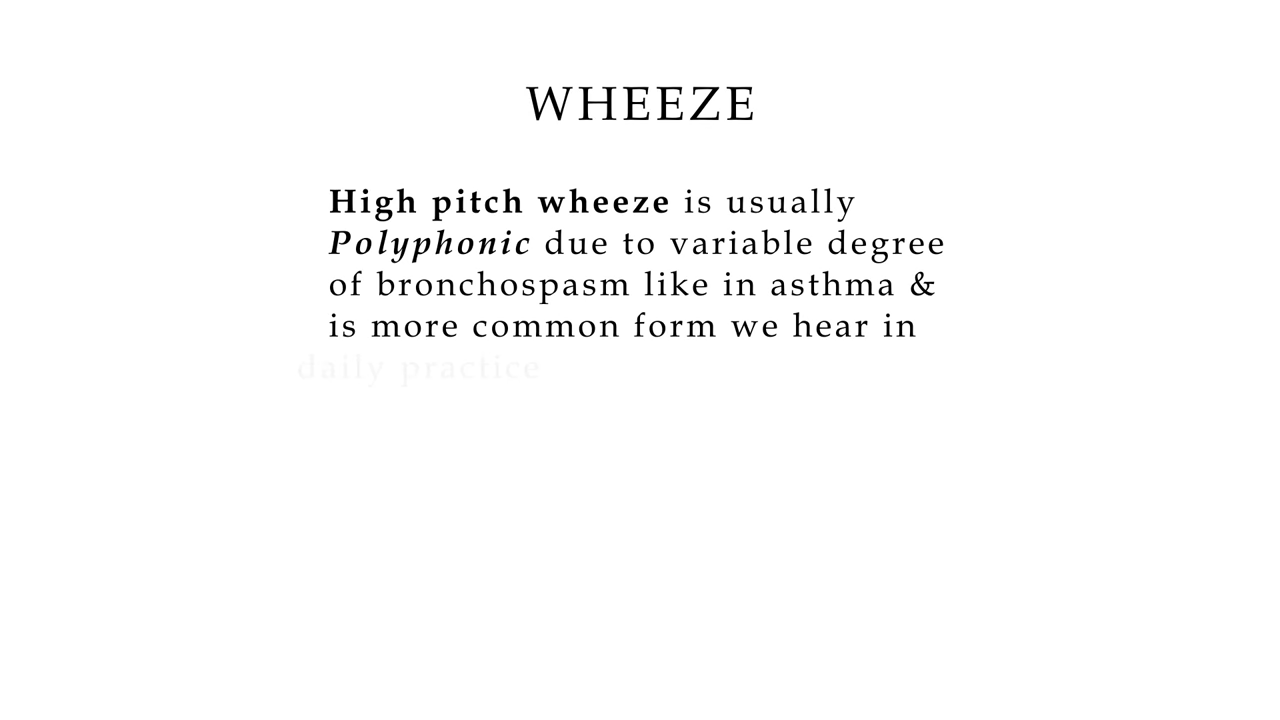 WHEEZE
High pitch wheeze is usually
Polyphonic due to variable degree
of bronchospasm like in asthma &
is more common form we hear in
daily practice